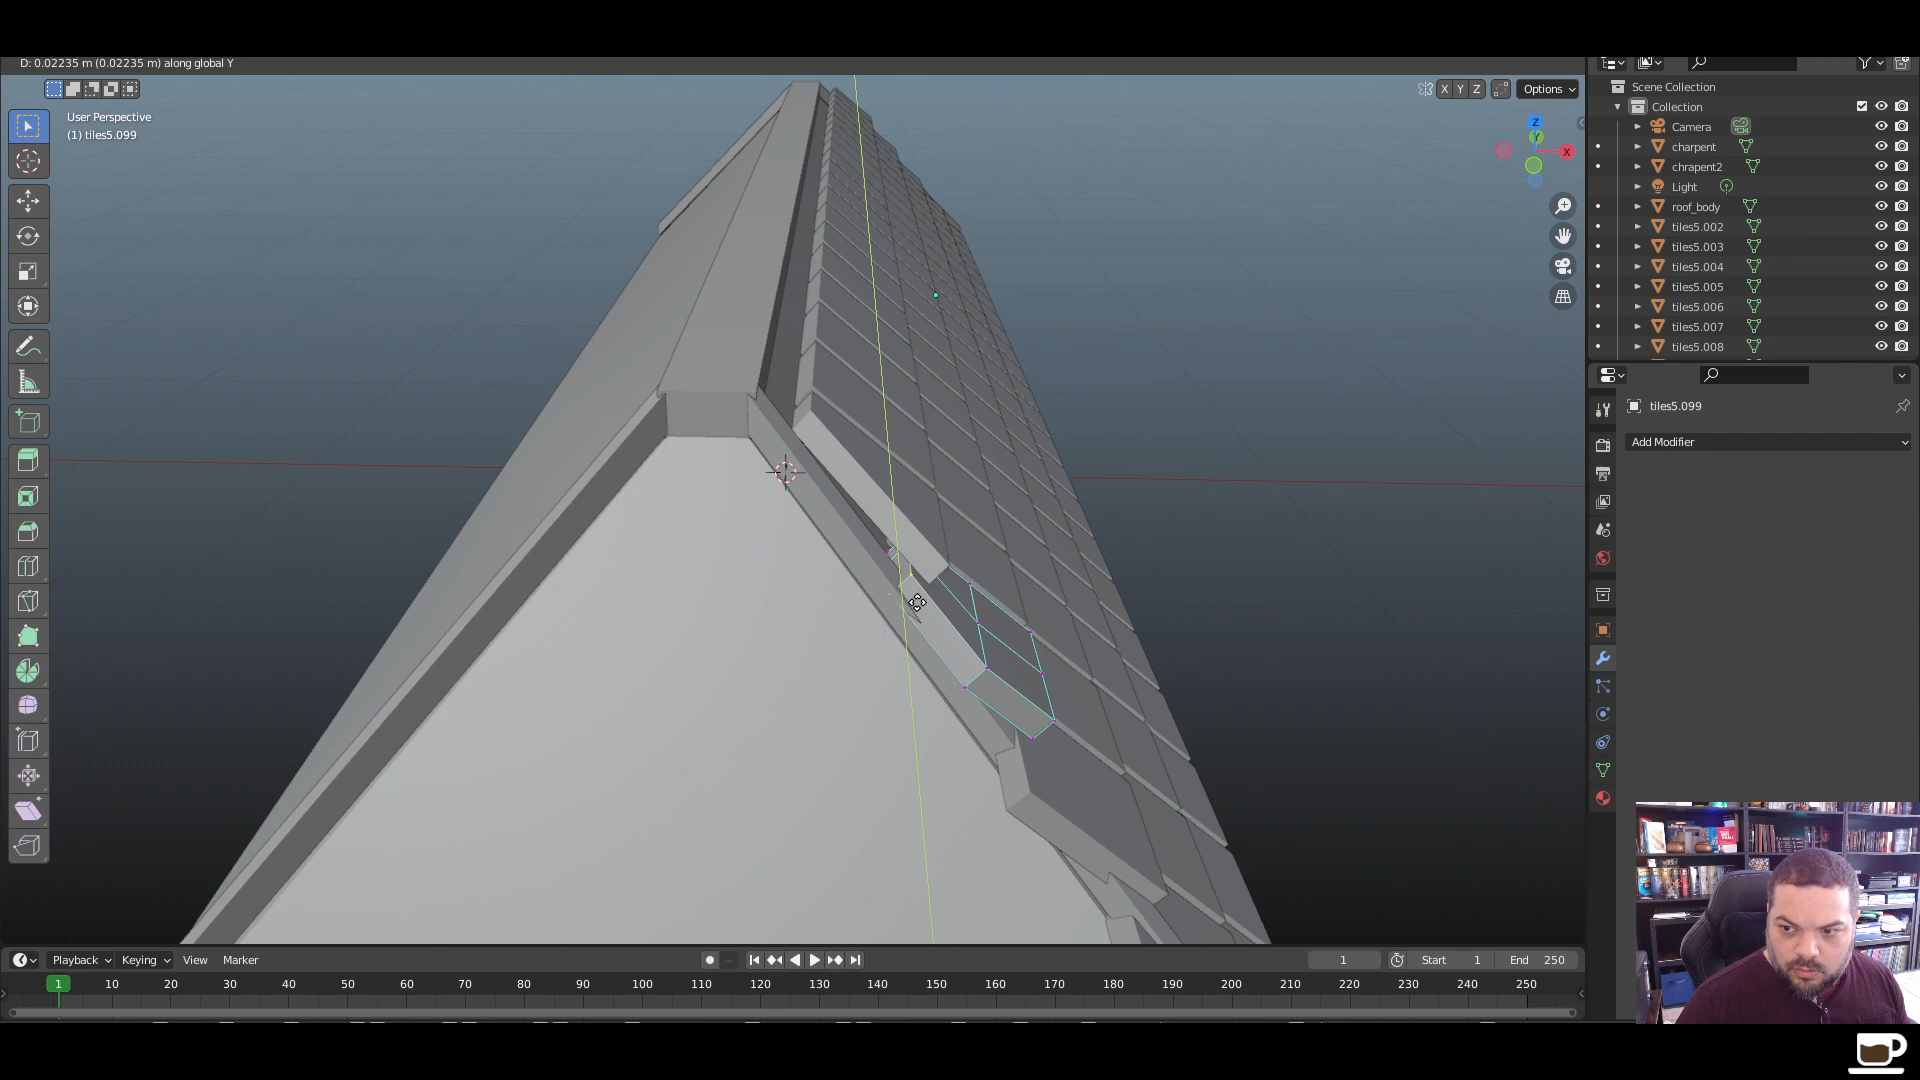 D: 0.02235 m (0.02235 m) along global Y
X Y Z
Options
User Perspective
(1) tiles5.099
Z
Y
X
Scene Collection
Collection
Camera
charpent
chrapent2
Light
roof_body
tiles5.002
tiles5.003
tiles5.004
tiles5.005
tiles5.006
tiles5.007
tiles5.008
tiles5.099
Add Modifier
Playback
Keying
View
Marker
1
Start 1
End 250
1 10 20 30 40 50 60 70 80 90 100 110 120 130 140 150 160 170 180 190 200 210 220 230 240 250